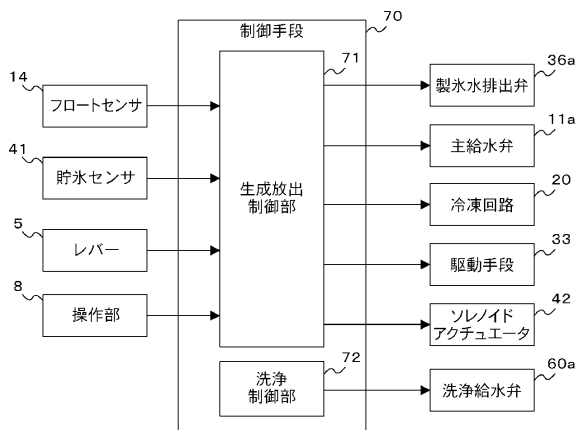 制御手段
70
14
フロートセンサ
41
貯氷センサ
5
レバー
8
操作部
71
生成放出
制御部
72
洗浄
制御部
36a
製氷水排出弁
11a
主給水弁
20
冷凍回路
33
駆動手段
42
ソレノイド
アクチュエータ
60a
洗浄給水弁